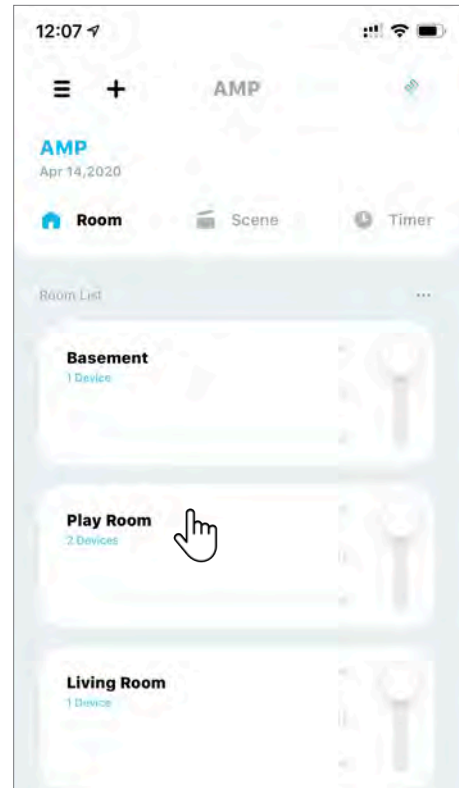 12:07
AMP
AMP
Apr 14,2020
Room Scene Timer
Room List ...
Basement
1 Device
Play Room
2 Devices
Living Room
1 Device